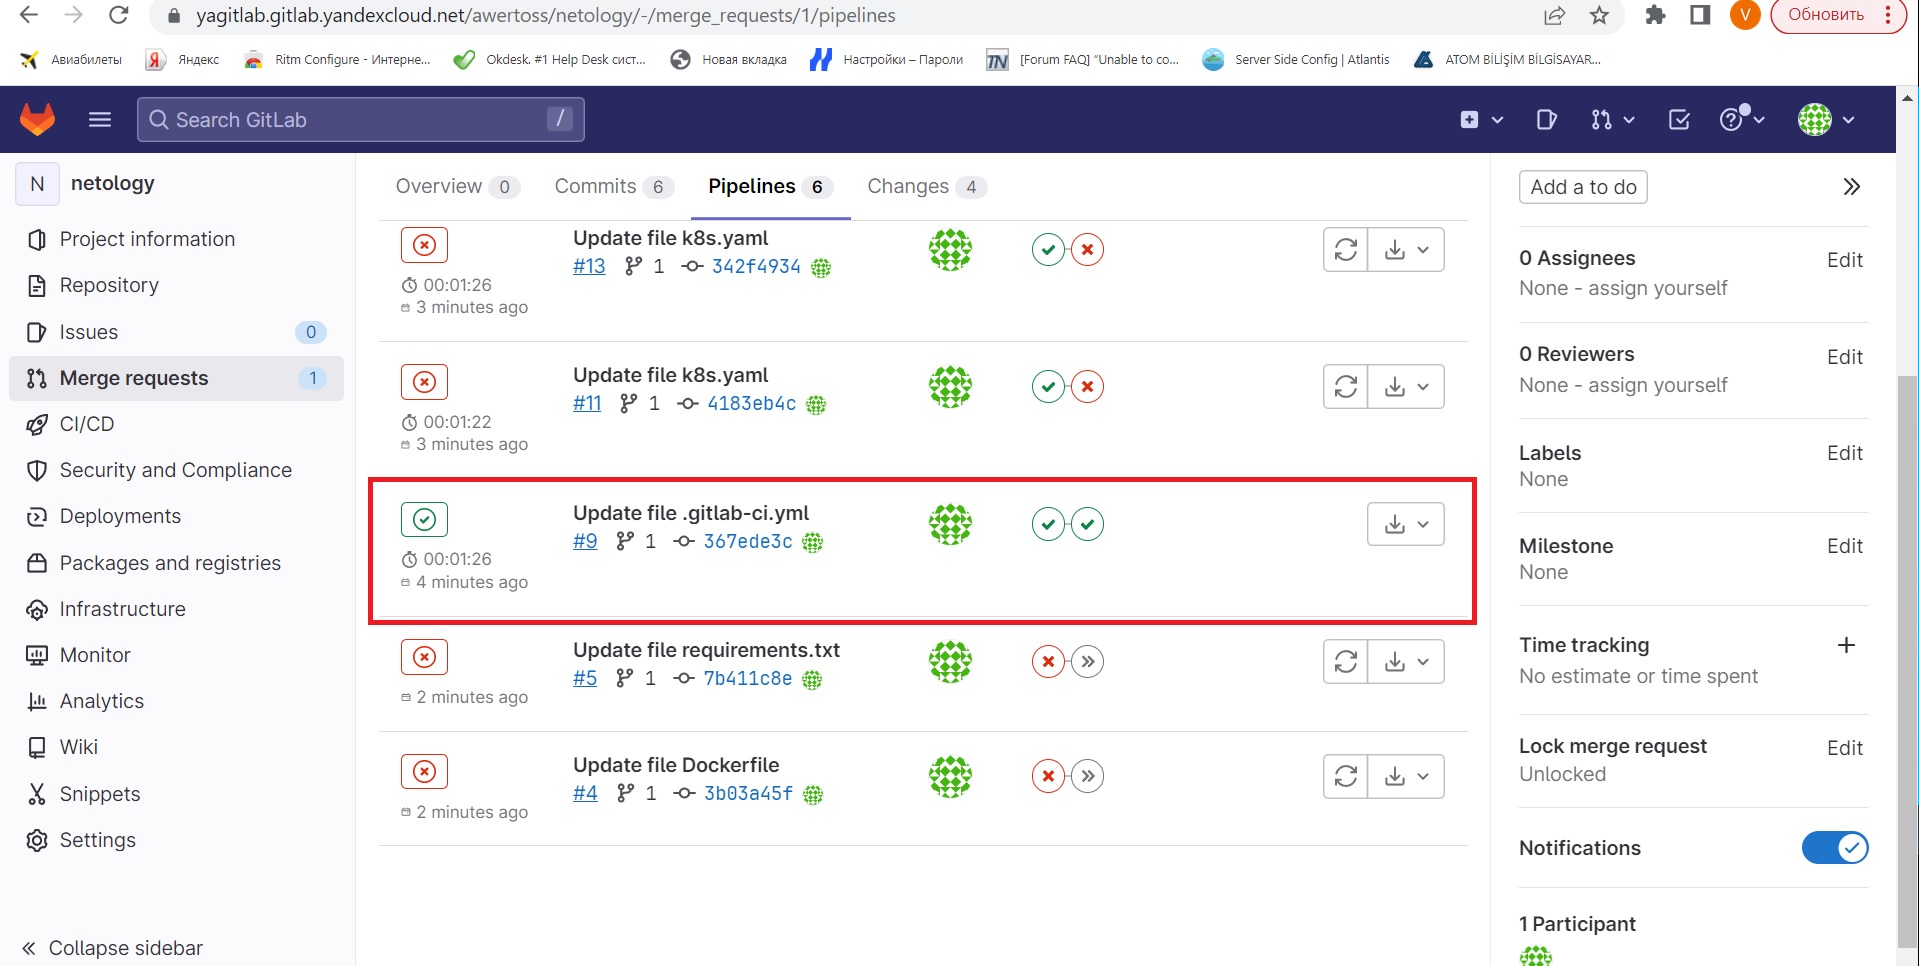 yagitlab.gitlab.yandexcloud.net/awertoss/netology/-/merge_requests/1/pipelines
V
Обновить
Авиабилеты
Я
Яндекс
Ritm Configure - Интерне...
Okdesk. #1 Help Desk сист...
Новая вкладка
Настройки – Пароли
TN
[Forum FAQ] “Unable to co...
Server Side Config | Atlantis
ATOM BİLİŞİM BİLGİSAYAR...
Search GitLab
/
N
netology
Project information
Repository
Issues
0
Merge requests
1
CI/CD
Security and Compliance
Deployments
Packages and registries
Infrastructure
Monitor
Analytics
Wiki
Snippets
Settings
Collapse sidebar
Overview 0
Commits 6
Pipelines 6
Changes 4
Update file k8s.yaml
#13 1 342f4934
00:01:26
3 minutes ago
Update file k8s.yaml
#11 1 4183eb4c
00:01:22
3 minutes ago
Update file .gitlab-ci.yml
#9 1 367ede3c
00:01:26
4 minutes ago
Update file requirements.txt
#5 1 7b411c8e
2 minutes ago
Update file Dockerfile
#4 1 3b03a45f
2 minutes ago
Add a to do
0 Assignees
Edit
None - assign yourself
0 Reviewers
Edit
None - assign yourself
Labels
Edit
None
Milestone
Edit
None
Time tracking
No estimate or time spent
Lock merge request
Edit
Unlocked
Notifications
1 Participant